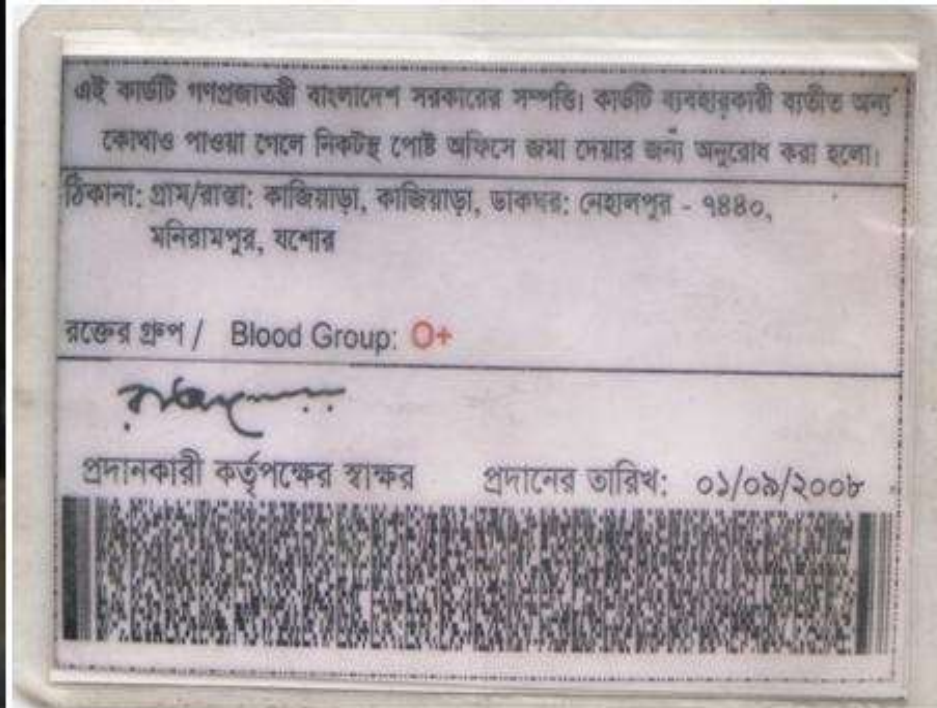 এই কার্ডটি গণপ্রজাতন্ত্রী বাংলাদেশ সরকারের সম্পত্তি। কার্ডটি ব্যবহারকারী ব্যতীত অন্য
কোথাও পাওয়া গেলে নিকটস্থ পোষ্ট অফিসে জমা দেয়ার জন্য অনুরোধ করা হলো।
ঠিকানা: গ্রাম/রাস্তা: কাজিয়াড়া, কাজিয়াড়া, ডাকঘর: নেহালপুর - ৭৪৪০,
মনিরামপুর, যশোর
রক্তের গ্রুপ / Blood Group: O+
প্রদানকারী কর্তৃপক্ষের স্বাক্ষর প্রদানের তারিখ: ০১/০৯/২০০৮